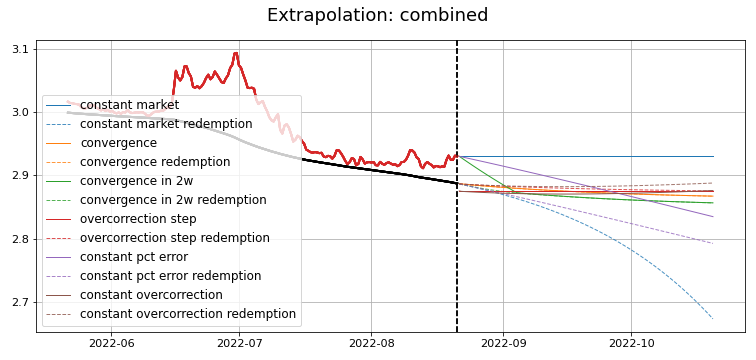 Extrapolation: combined
3.1
3.0
2.9
2.8
2.7
constant market
constant market redemption
convergence
convergence redemption
convergence in 2w
convergence in 2w redemption
overcorrection step
overcorrection step redemption
constant pct error
constant pct error redemption
constant overcorrection
constant overcorrection redemption
2022-06 2022-07 2022-08 2022-09 2022-10